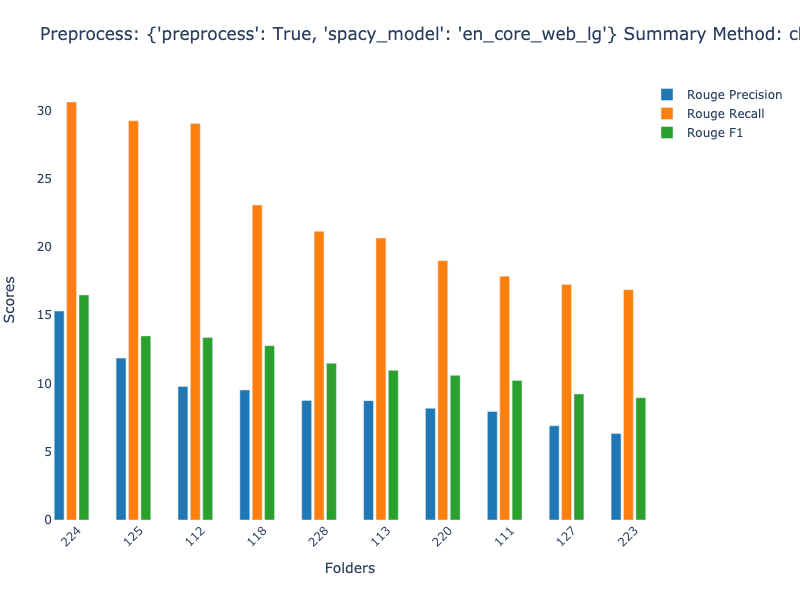 Preprocess: {'preprocess': True, 'spacy_model': 'en_core_web_lg'} Summary Method:
Rouge Precision
Rouge Recall
Rouge F1
30
25
20
15
10
5
0
Scores
224 125 112 118 228 113 220 111 127 223
Folders